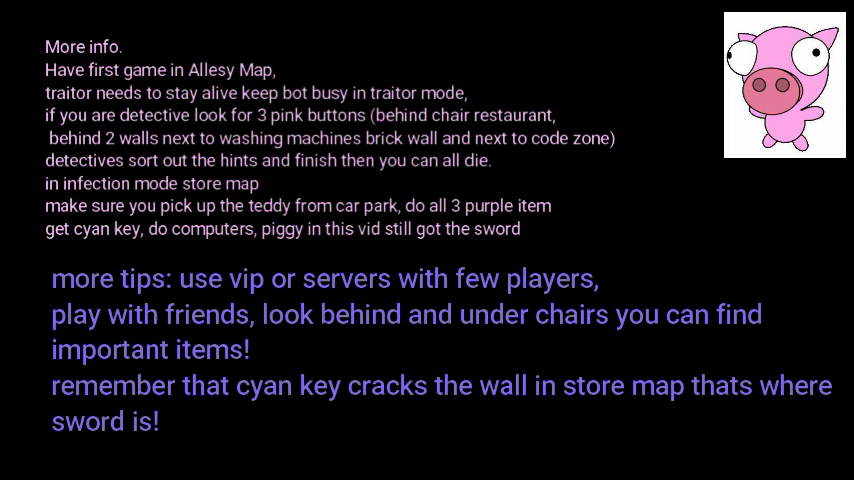 More info.
Have first game in Allesy Map,
traitor needs to stay alive keep bot busy in traitor mode,
if you are detective look for 3 pink buttons (behind chair restaurant,
behind 2 walls next to washing machines brick wall and next to code zone)
detectives sort out the hints and finish then you can all die.
in infection mode store map
make sure you pick up the teddy from car park, do all 3 purple item
get cyan key, do computers, piggy in this vid still got the sword
more tips: use vip or servers with few players,
play with friends, look behind and under chairs you can find
important items!
remember that cyan key cracks the wall in store map thats where
sword is!